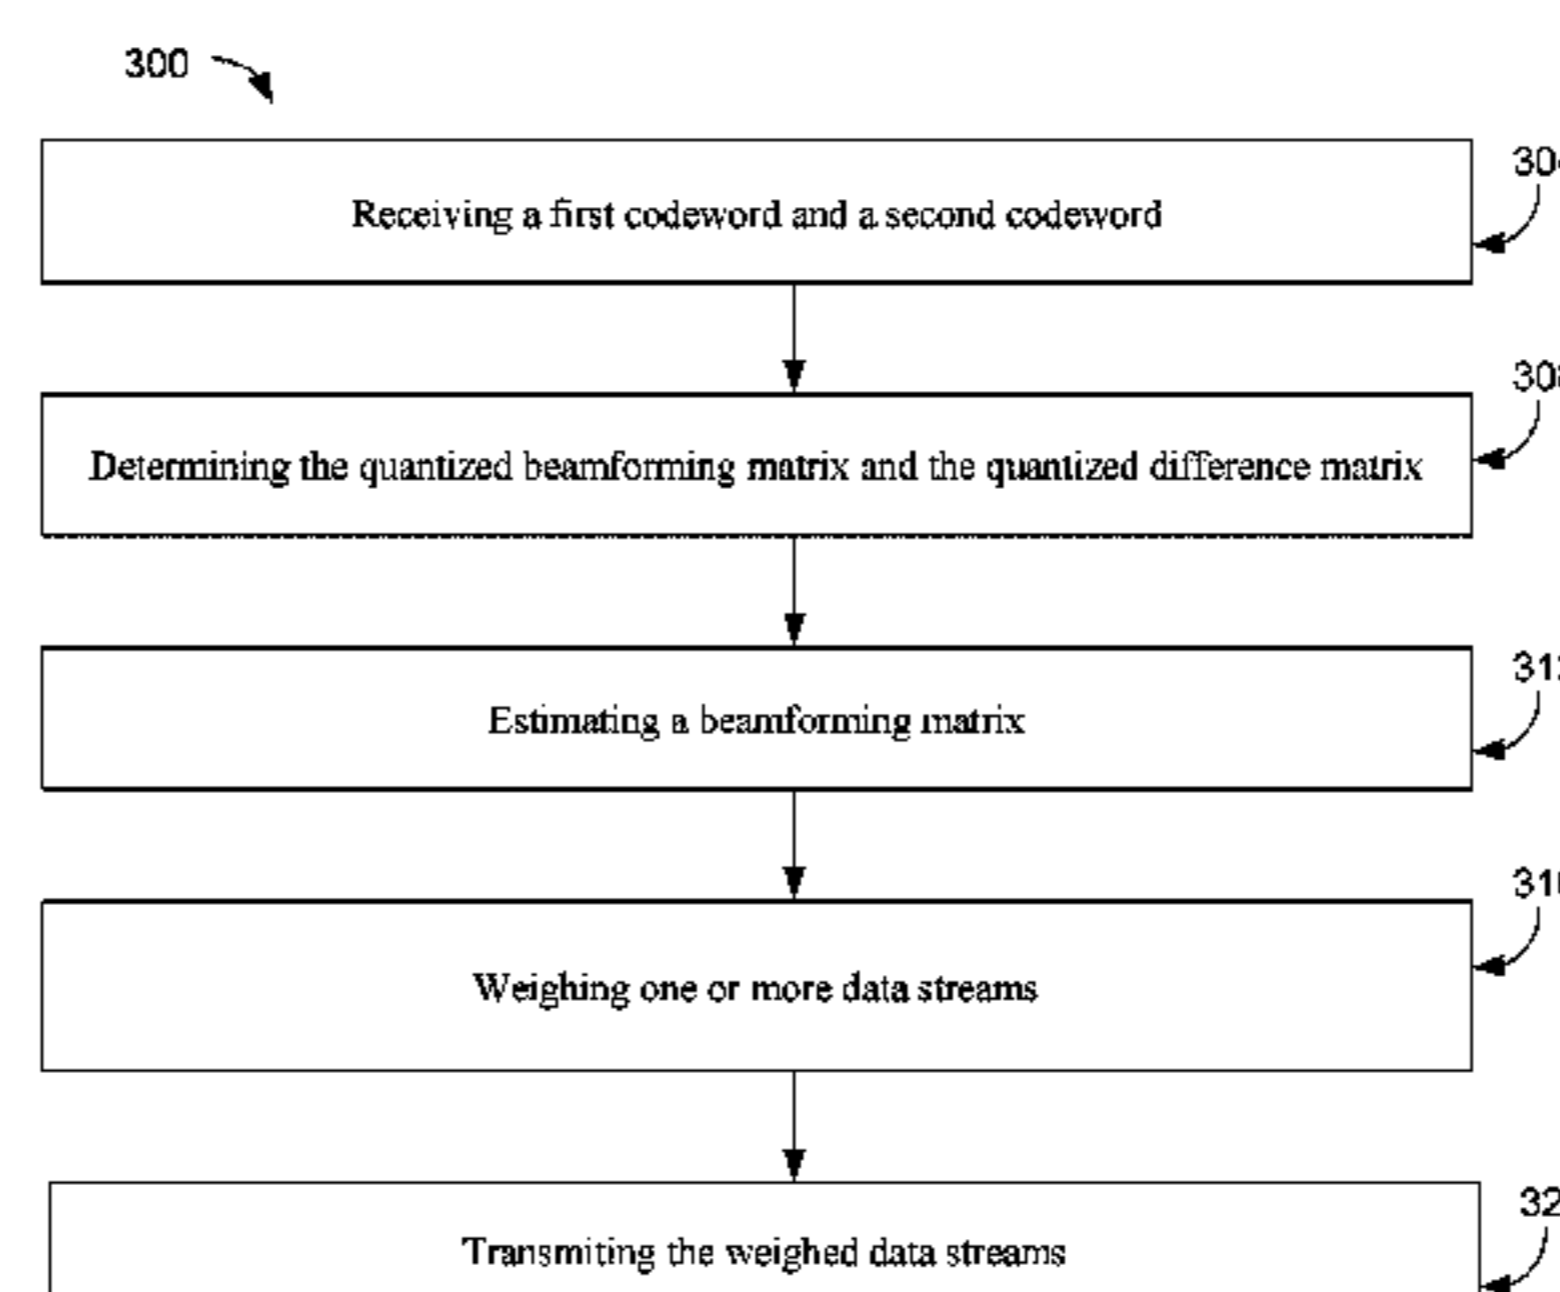 300
Receiving a first codeword and a second codeword
Determining the quantized beamforming matrix and the quantized difference matrix
Estimating a beamforming matrix
Weighing one or more data streams
Transmiting the weighed data streams